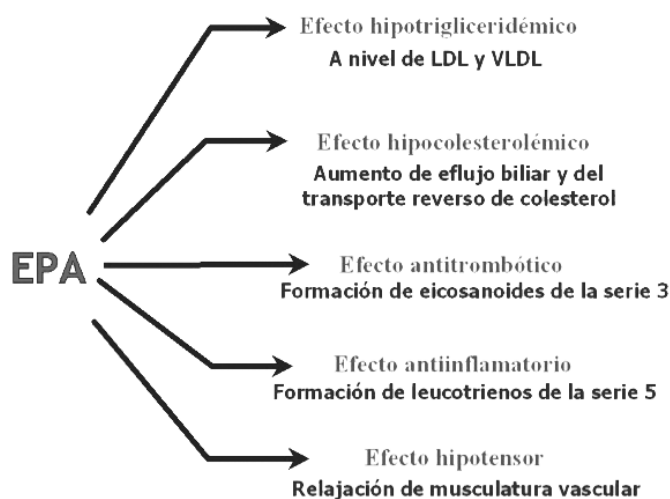 Efecto hipotrigliceridémico
A nivel de LDL y VLDL
Efecto hipocolesterolémico
Aumento de eflujo biliar y del
transporte reverso de colesterol
EPA
Efecto antitrombótico
Formación de eicosanoides de la serie 3
Efecto antiinflamatorio
Formación de leucotrienos de la serie 5
Efecto hipotensor
Relajación de musculatura vascular